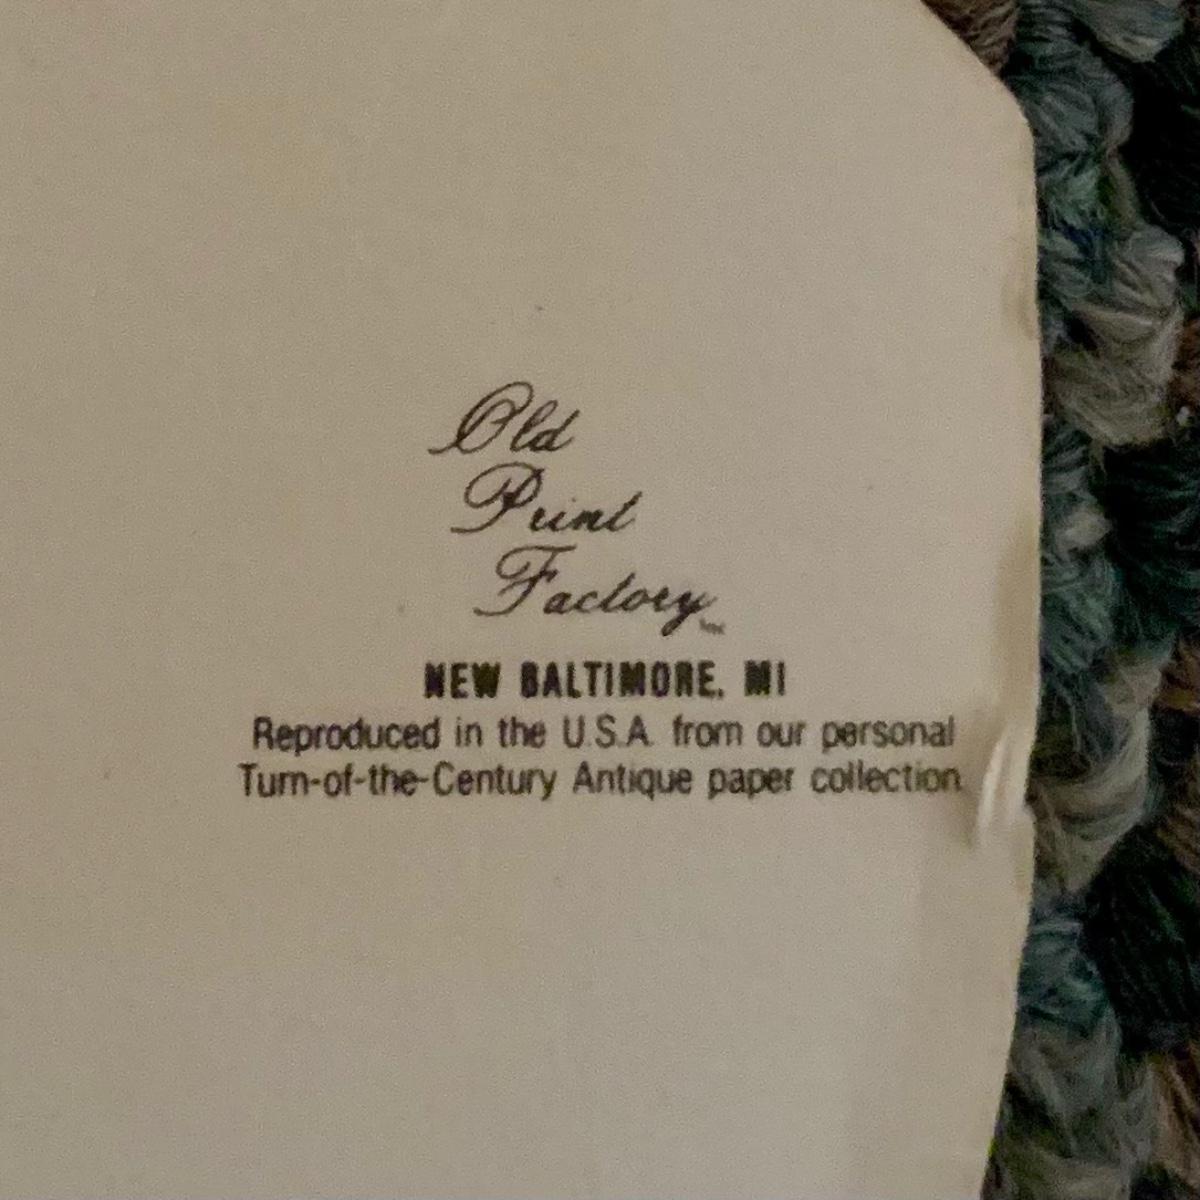 Old
Print
Factory Inc
NEW BALTIMORE, MI
Reproduced in the U.S.A. from our personal
Turn-of-the-Century Antique paper collection.